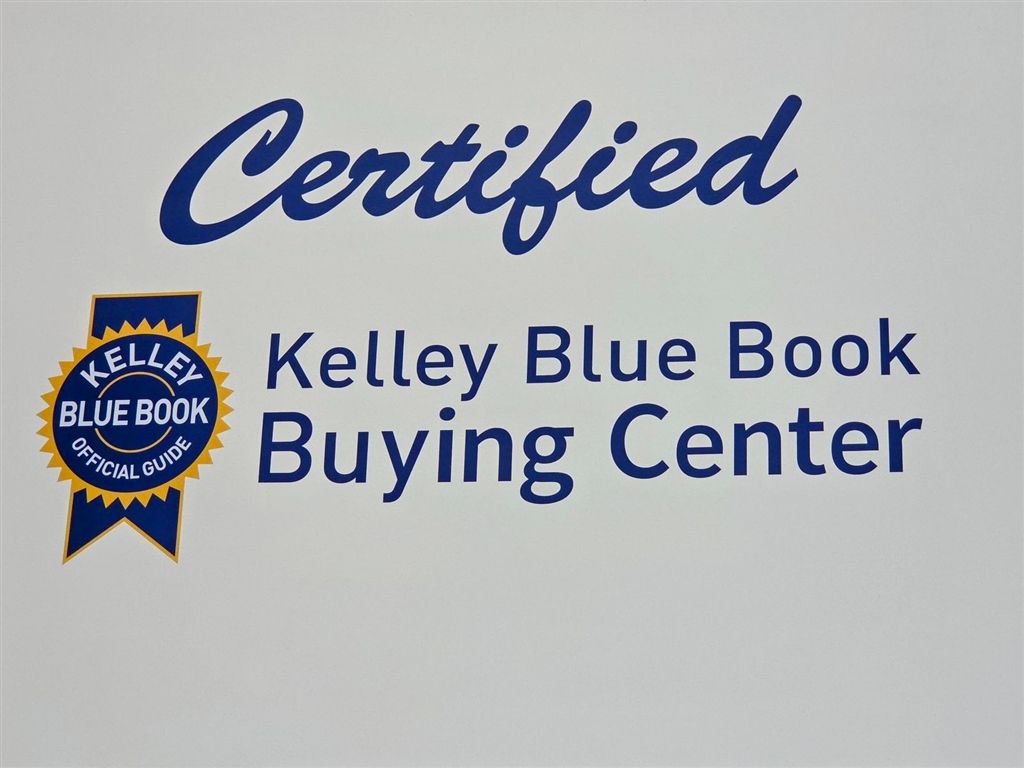 Certified
Kelley Blue Book
Buying Center
KELLEY
BLUE BOOK
OFFICIAL GUIDE